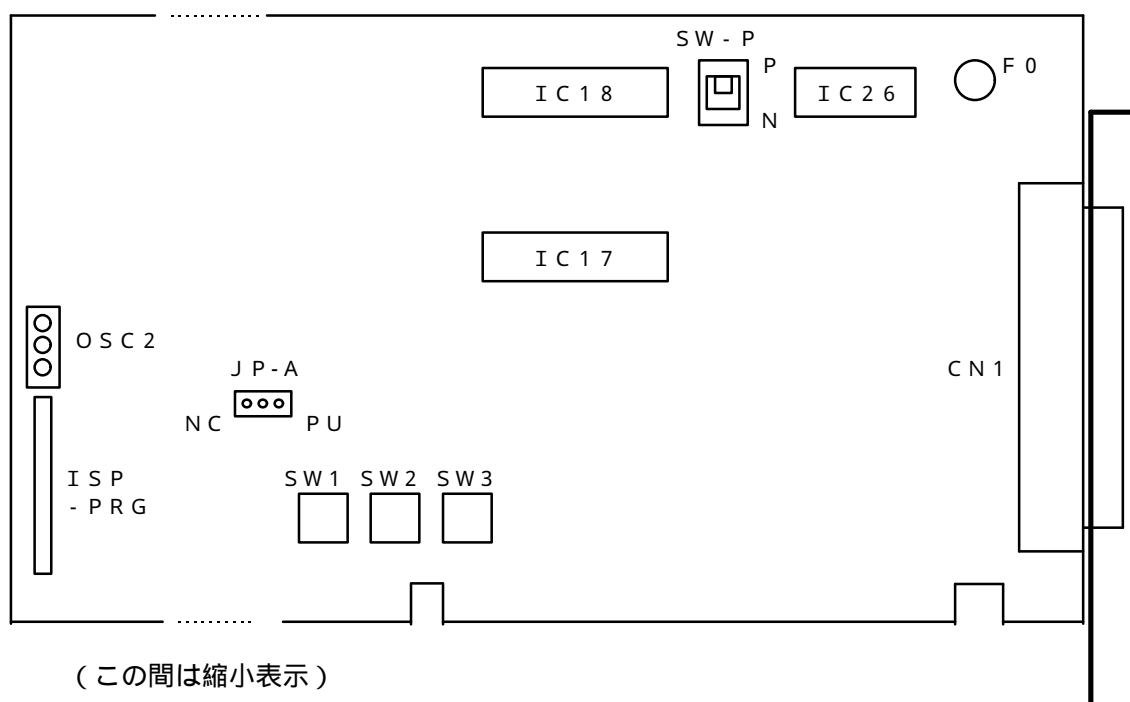 SW-P
P
IC18
IC26
F0
N
IC17
OSC2
JP-A
CN1
NC
PU
ISP
-PRG
SW1
SW2
SW3
(この間は縮小表示)